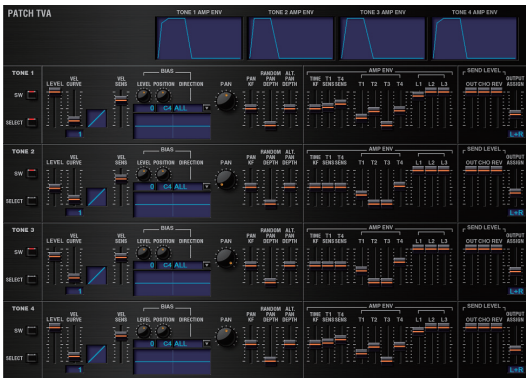 PATCH TVA
TONE 1 AMP ENV TONE 2 AMP ENV TONE 3 AMP ENV TONE 4 AMP ENV
TONE 1
SW
SELECT
LEVEL
VEL CURVE
1
VEL SENS
BIAS
LEVEL POSITION DIRECTION
0 C4 ALL
PAN
PAN KF
RANDOM PAN DEPTH
ALT. PAN DEPTH
TIME KF
T1 SENS
T4 SENS
AMP ENV
T1 T2 T3 T4 L1 L2 L3
SEND LEVEL
OUT CHO REV
OUTPUT ASSIGN
L+R
TONE 2
SW
SELECT
LEVEL
VEL CURVE
1
VEL SENS
BIAS
LEVEL POSITION DIRECTION
0 C4 ALL
PAN
PAN KF
RANDOM PAN DEPTH
ALT. PAN DEPTH
TIME KF
T1 SENS
T4 SENS
AMP ENV
T1 T2 T3 T4 L1 L2 L3
SEND LEVEL
OUT CHO REV
OUTPUT ASSIGN
L+R
TONE 3
SW
SELECT
LEVEL
VEL CURVE
1
VEL SENS
BIAS
LEVEL POSITION DIRECTION
0 C4 ALL
PAN
PAN KF
RANDOM PAN DEPTH
ALT. PAN DEPTH
TIME KF
T1 SENS
T4 SENS
AMP ENV
T1 T2 T3 T4 L1 L2 L3
SEND LEVEL
OUT CHO REV
OUTPUT ASSIGN
L+R
TONE 4
SW
SELECT
LEVEL
VEL CURVE
1
VEL SENS
BIAS
LEVEL POSITION DIRECTION
0 C4 ALL
PAN
PAN KF
RANDOM PAN DEPTH
ALT. PAN DEPTH
TIME KF
T1 SENS
T4 SENS
AMP ENV
T1 T2 T3 T4 L1 L2 L3
SEND LEVEL
OUT CHO REV
OUTPUT ASSIGN
L+R